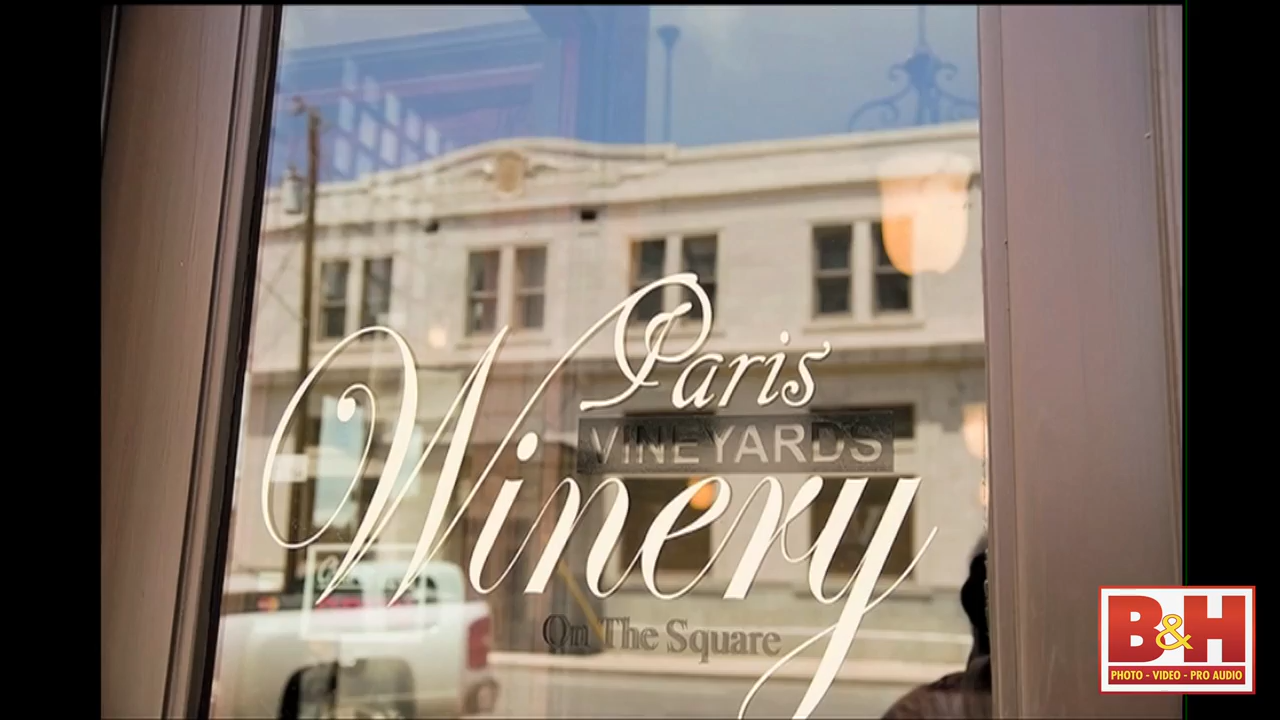 Paris
VINEYARDS
Winery
On The Square
B&H
PHOTO - VIDEO - PRO AUDIO